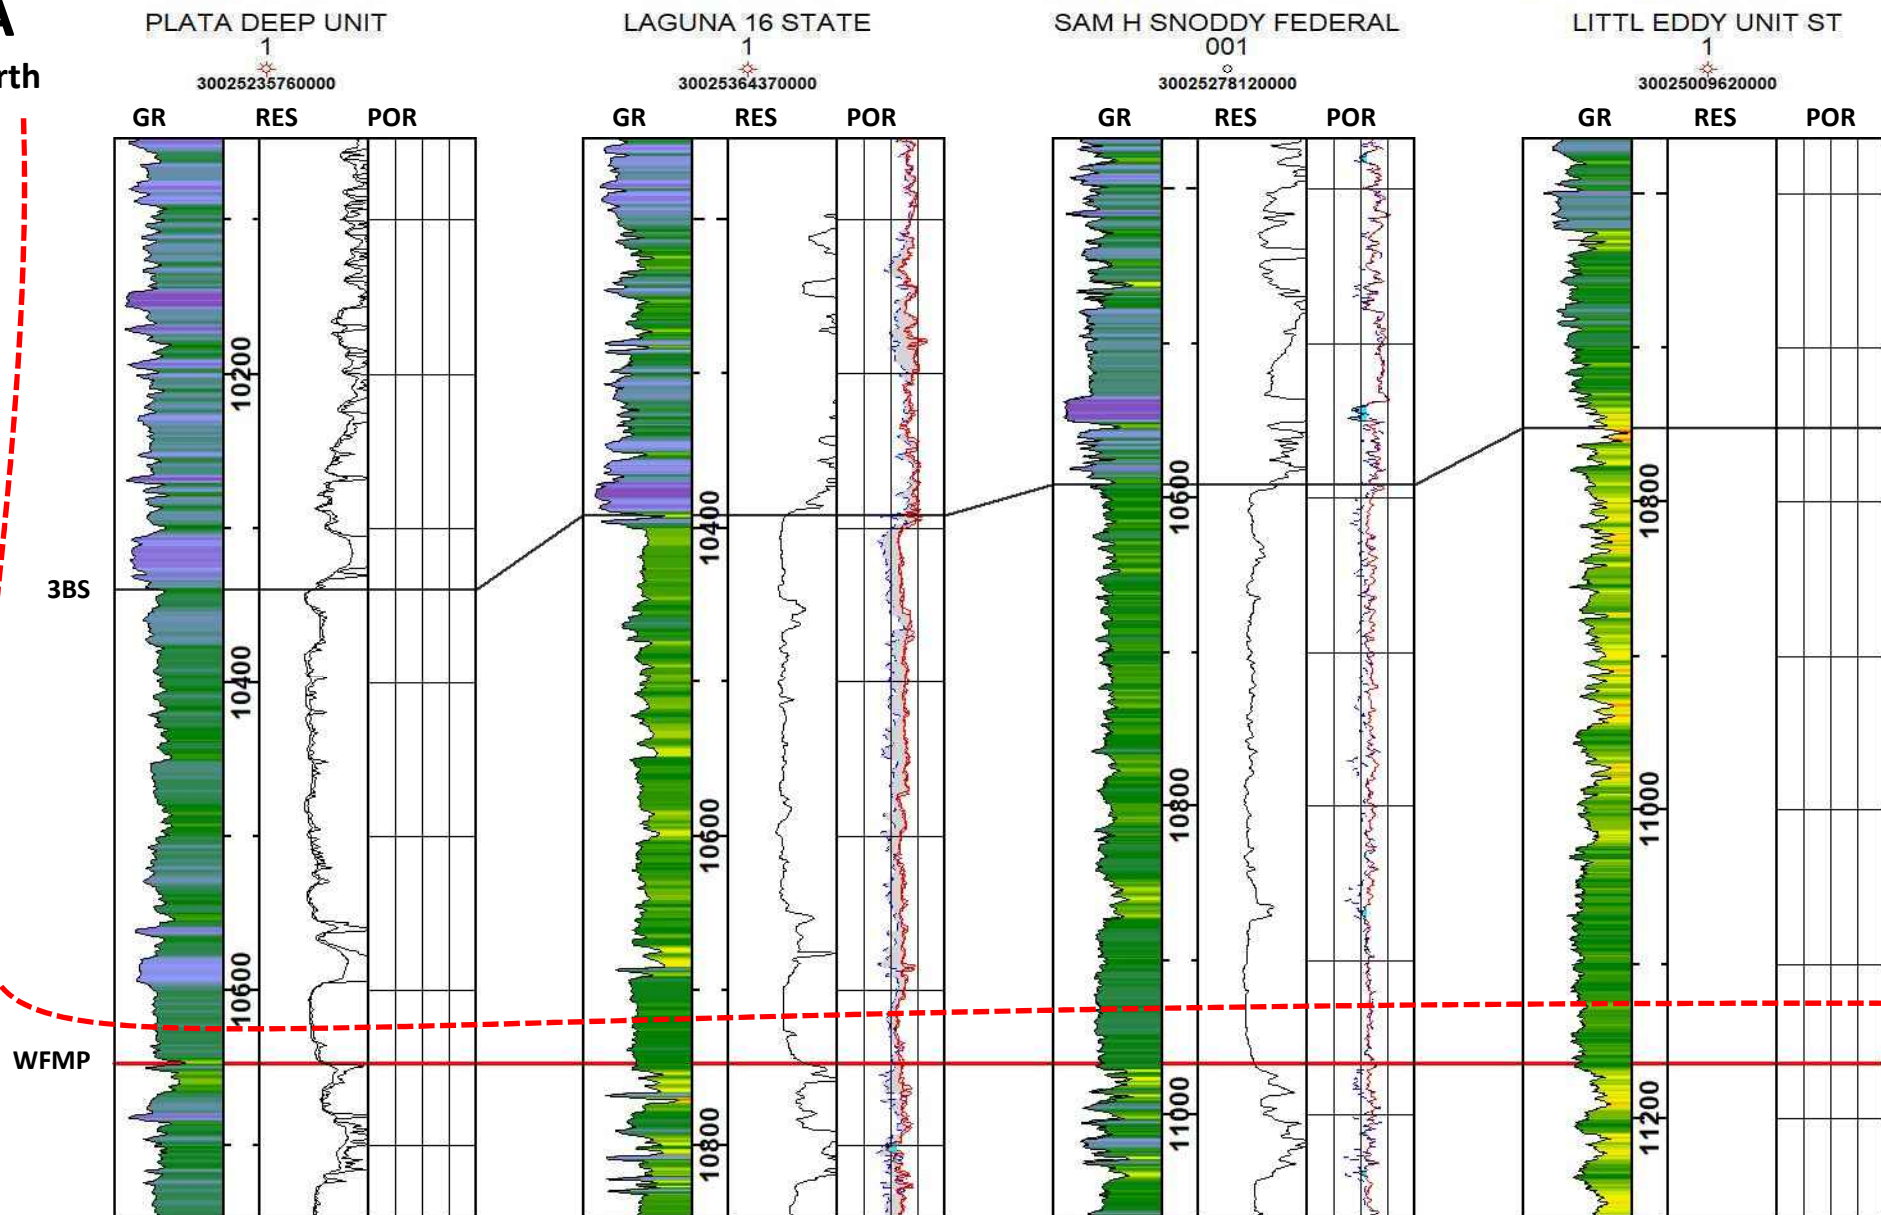 A
rth
PLATA DEEP UNIT
1
30025235760000
GR RES POR
LAGUNA 16 STATE
1
30025364370000
GR RES POR
SAM H SNODDY FEDERAL
001
30025278120000
GR RES POR
LITTL EDDY UNIT ST
1
30025009620000
GR RES POR
3BS
WFMP
10200
10400
10600
10400
10600
10800
10600
10800
11000
10800
11000
11200